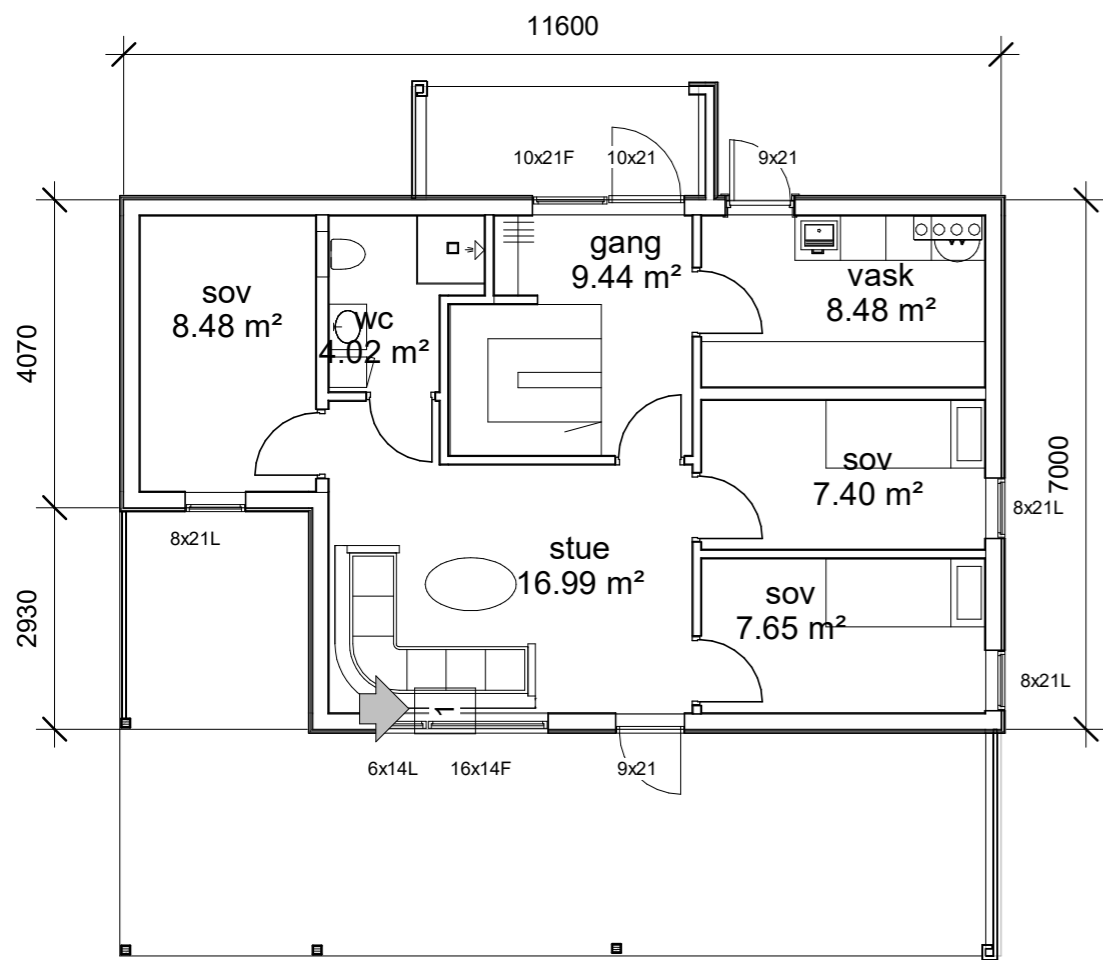 11600
10x21F
10x21
9x21
gang
9.44 m²
sov
8.48 m²
vask
8.48 m²
wc
4.02 m²
4070
7000
sov
7.40 m²
8x21L
8x21L
stue
16.99 m²
sov
7.65 m²
2930
8x21L
1
6x14L
16x14F
9x21